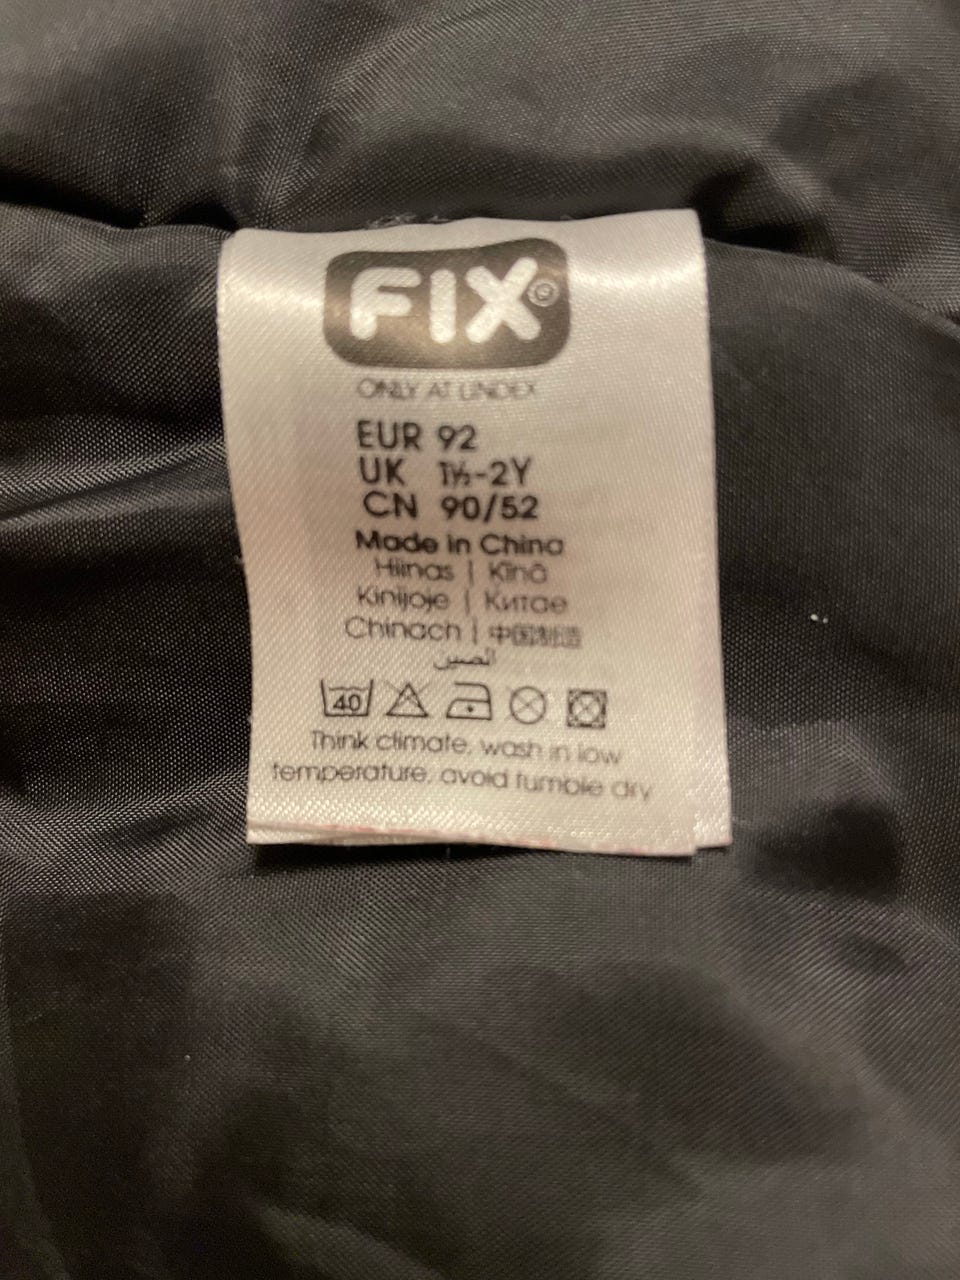 FIX®
ONLY AT LINDEX
EUR 92
UK 1½-2Y
CN 90/52
Made in China
Hiinas | Ķīnā
Kinijoje | Китае
Chinach | 中国制造
الصين
40
Think climate, wash in low
temperature, avoid tumble dry